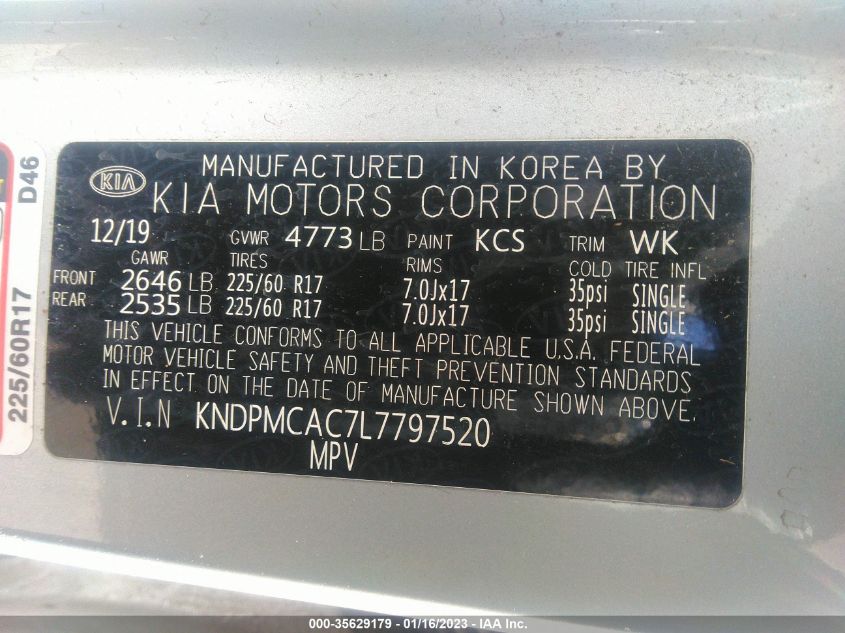 KIA
MANUFACTURED IN KOREA BY
KIA MOTORS CORPORATION
12/19 GVWR 4773 LB PAINT KCS TRIM WK
GAWR TIRES RIMS COLD TIRE INFL
FRONT 2646 LB 225/60 R17 7.0Jx17 35psi SINGLE
REAR 2535 LB 225/60 R17 7.0Jx17 35psi SINGLE
THIS VEHICLE CONFORMS TO ALL APPLICABLE U.S.A. FEDERAL
MOTOR VEHICLE SAFETY AND THEFT PREVENTION STANDARDS
IN EFFECT ON THE DATE OF MANUFACTURE SHOWN ABOVE.
V.I.N KNDPMCAC7L7797520
MPV
225/60R17 D46
000-35629179 - 01/16/2023 - IAA Inc.